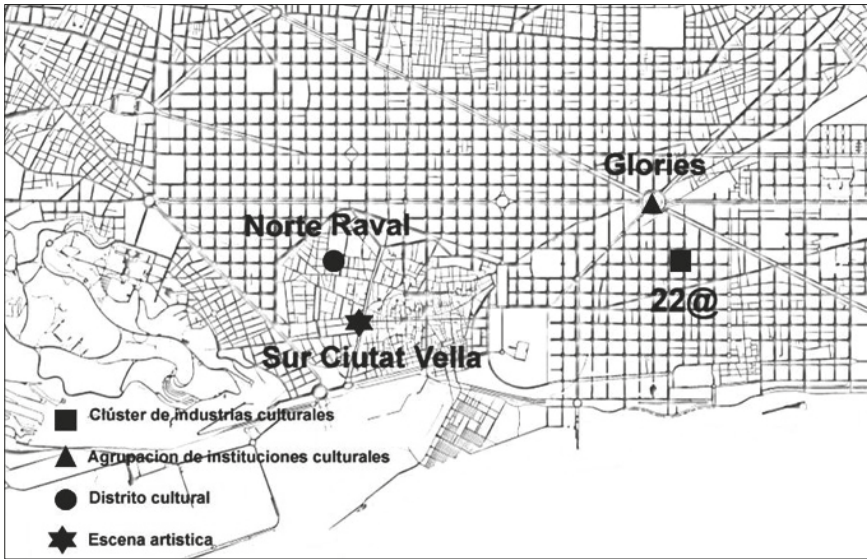 Glories
Norte Raval
22@
Sur Ciutat Vella
Clúster de industrias culturales
Agrupacion de instituciones culturales
Distrito cultural
Escena artistica